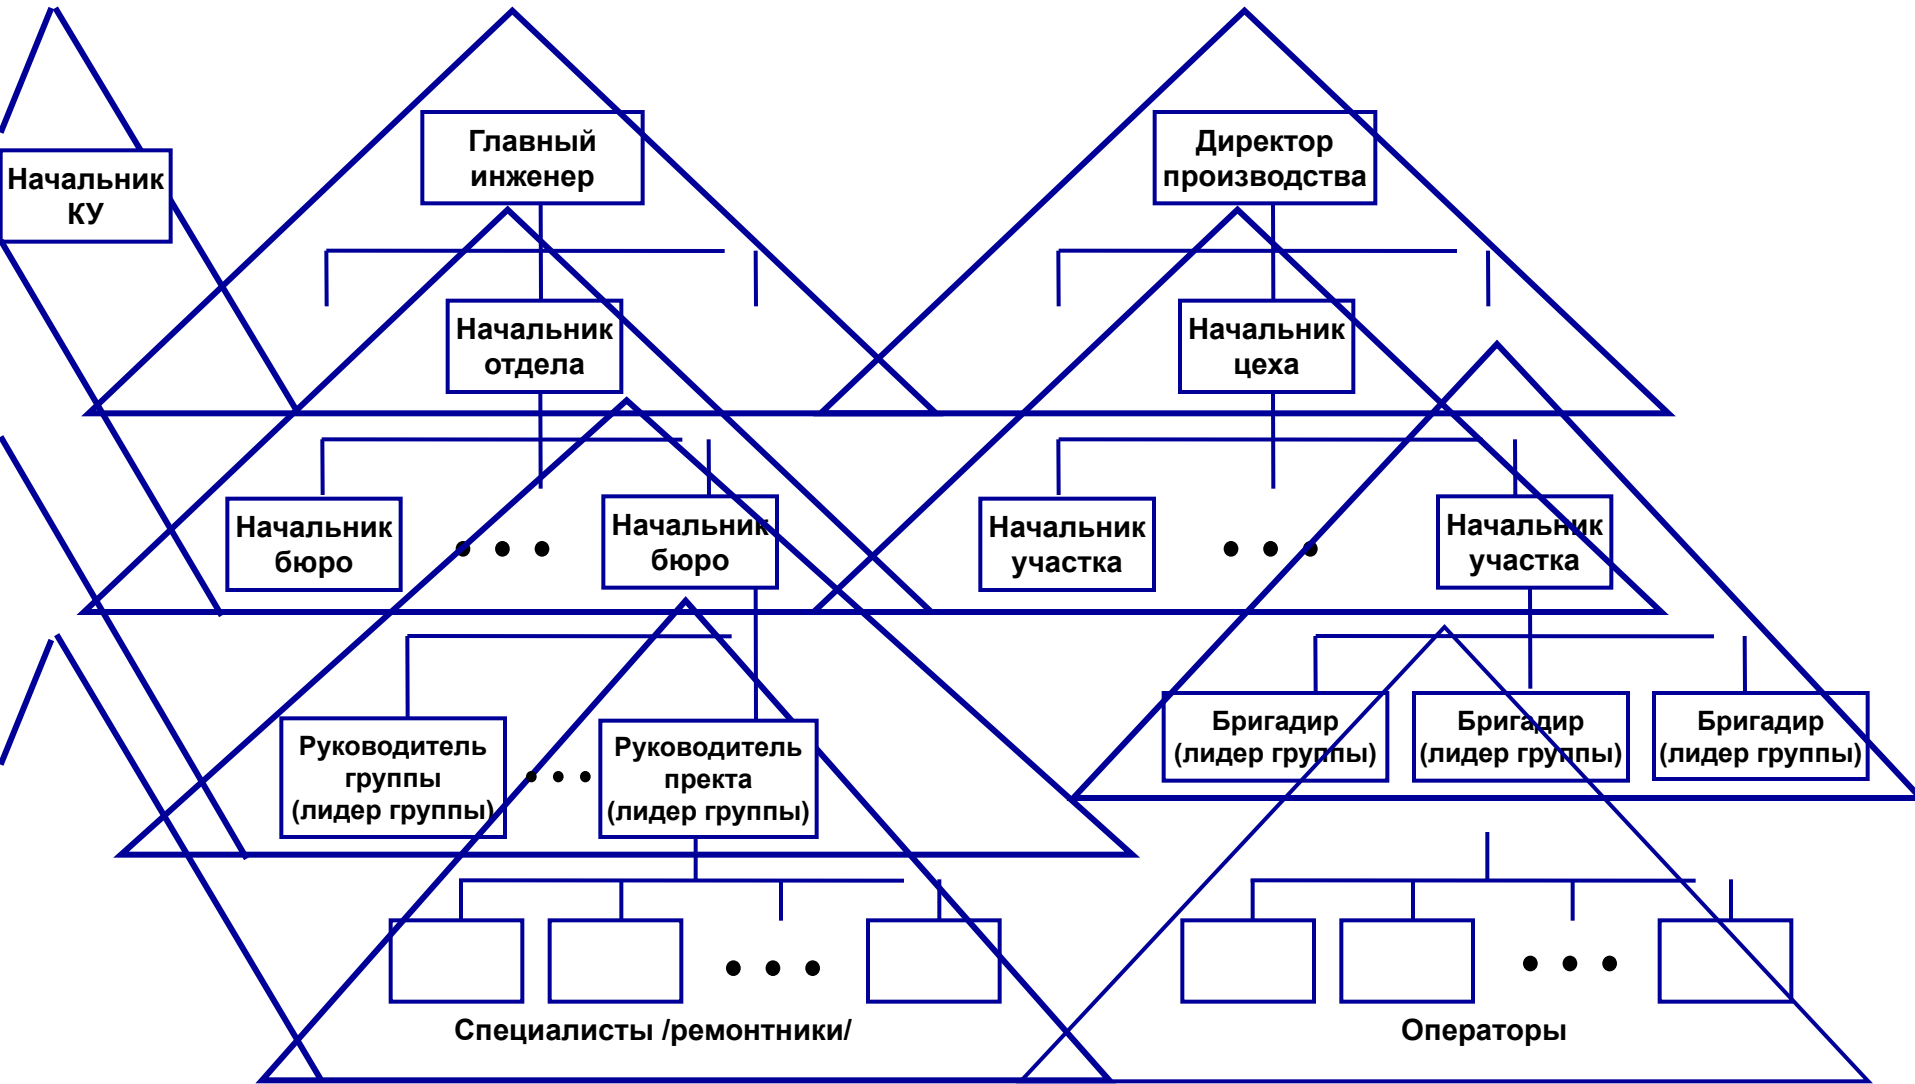 Главный
инженер
Директор
производства
Начальник
КУ
Начальник
отдела
Начальник
цеха
Начальник
бюро
Начальник
бюро
Начальник
участка
Начальник
участка
Руководитель
группы
(лидер группы)
Руководитель
пректа
(лидер группы)
Бригадир
(лидер группы)
Бригадир
(лидер группы)
Бригадир
(лидер группы)
Специалисты /ремонтники/
Операторы